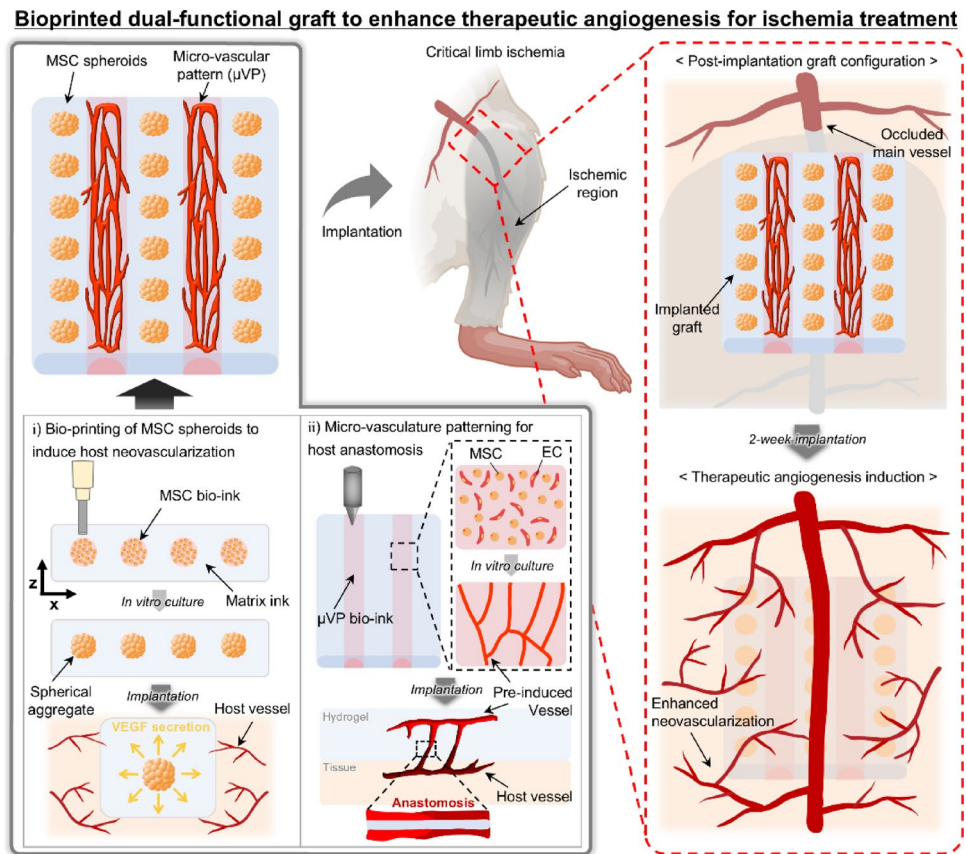 Bioprinted dual-functional graft to enhance therapeutic angiogenesis for ischemia treatment
MSC spheroids
Micro-vascular
pattern (μVP)
Implantation
Critical limb ischemia
Ischemic
region
< Post-implantation graft configuration >
Occluded
main vessel
Implanted
graft
2-week implantation
< Therapeutic angiogenesis induction >
Enhanced
neovascularization
i) Bio-printing of MSC spheroids to
induce host neovascularization
MSC bio-ink
z
x
Matrix ink
In vitro culture
Spherical
aggregate
Implantation
Host vessel
VEGF secretion
ii) Micro-vasculature patterning for
host anastomosis
MSC
EC
In vitro culture
μVP bio-ink
Implantation
Pre-induced
Vessel
Hydrogel
Tissue
Host vessel
Anastomosis